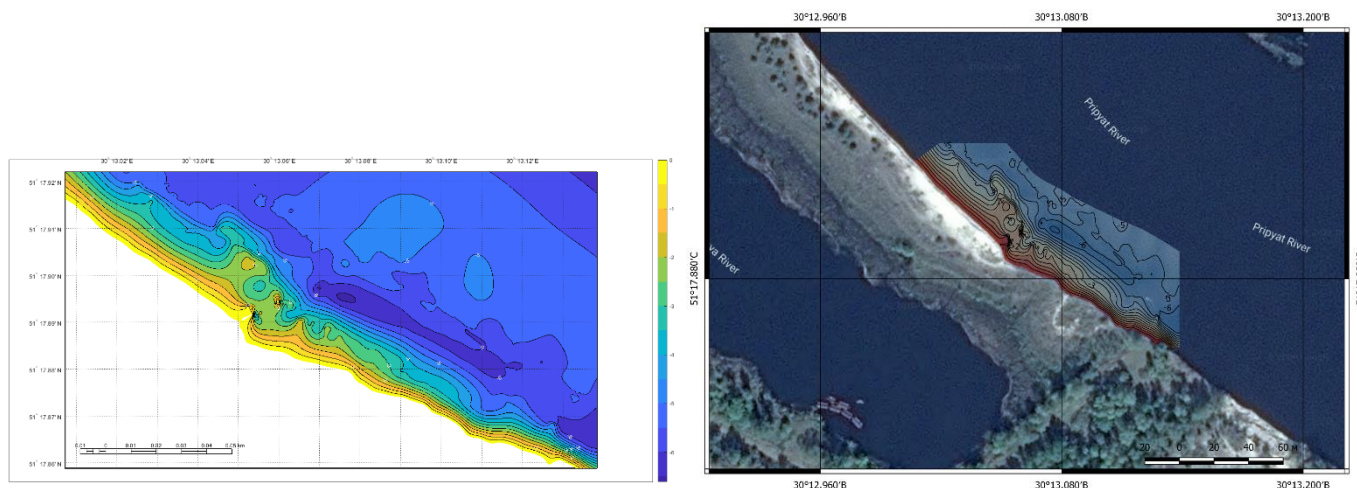 30° 13.02'E 30° 13.04'E 30° 13.06'E 30° 13.08'E 30° 13.10'E 30° 13.12'E
51° 17.92'N
51° 17.91'N
51° 17.90'N
51° 17.89'N
51° 17.88'N
51° 17.87'N
51° 17.86'N
0.01 0 0.01 0.02 0.03 0.04 0.05 km
0
-1
-2
-3
-4
-5
-6
30°12.960'В 30°13.080'В 30°13.200'В
Pripyat River
Pripyat River
va River
51°17.880'С
20 0 20 40 60 м
30°12.960'В 30°13.080'В 30°13.200'В